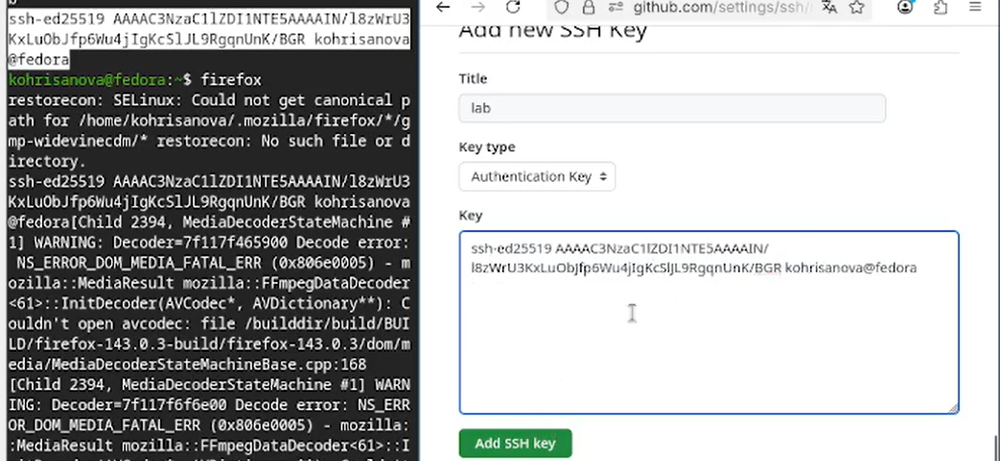 ssh-ed25519 AAAAC3NzaC1lZDI1NTE5AAAAIN/l8zWrU3
KxLuObJfp6Wu4jIgKcSlJL9RgqnUnK/BGR kohrisanova
@fedora
kohrisanova@fedora:~$ firefox
restorecon: SELinux: Could not get canonical p
ath for /home/kohrisanova/.mozilla/firefox/*/g
mp-widevinecdm/* restorecon: No such file or d
irectory.
ssh-ed25519 AAAAC3NzaC1lZDI1NTE5AAAAIN/l8zWrU3
KxLuObJfp6Wu4jIgKcSlJL9RgqnUnK/BGR kohrisanova
@fedora[Child 2394, MediaDecoderStateMachine #
1] WARNING: Decoder=7f117f465900 Decode error:
NS_ERROR_DOM_MEDIA_FATAL_ERR (0x806e0005) - m
ozilla::MediaResult mozilla::FFmpegDataDecoder
<61>::InitDecoder(AVCodec*, AVDictionary**): C
ouldn't open avcodec: file /builddir/build/BUI
LD/firefox-143.0.3-build/firefox-143.0.3/dom/m
edia/MediaDecoderStateMachineBase.cpp:168
[Child 2394, MediaDecoderStateMachine #1] WARN
ING: Decoder=7f117f6f6e00 Decode error: NS_ERR
OR_DOM_MEDIA_FATAL_ERR (0x806e0005) - mozilla:
:MediaResult mozilla::FFmpegDataDecoder<61>::I
github.com/settings/ssh/
Add new SSH Key
Title
lab
Key type
Authentication Key
Key
ssh-ed25519 AAAAC3NzaC1lZDI1NTE5AAAAIN/
l8zWrU3KxLuObJfp6Wu4jIgKcSlJL9RgqnUnK/BGR kohrisanova@fedora
Add SSH key